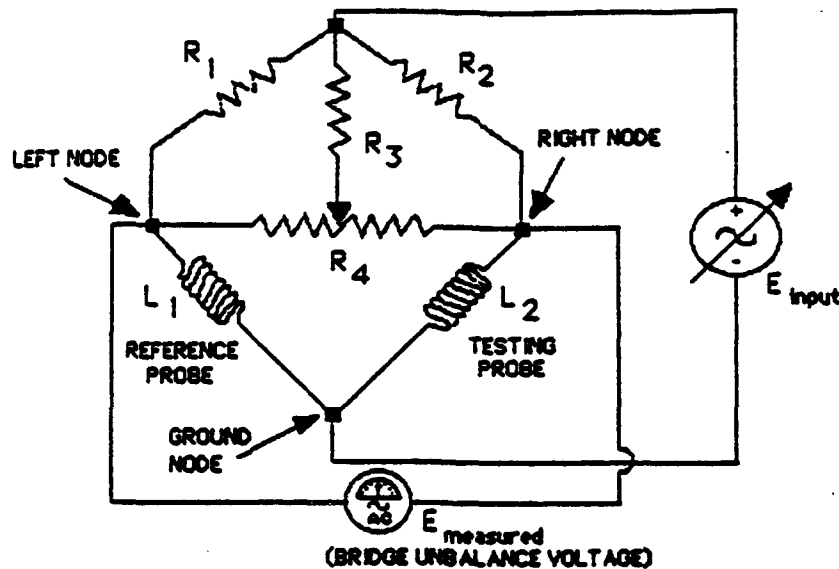 R1
R2
R3
LEFT NODE
RIGHT NODE
R4
+
-
E input
L1
L2
REFERENCE
PROBE
TESTING
PROBE
GROUND
NODE
AC
E measured
(BRIDGE UNBALANCE VOLTAGE)